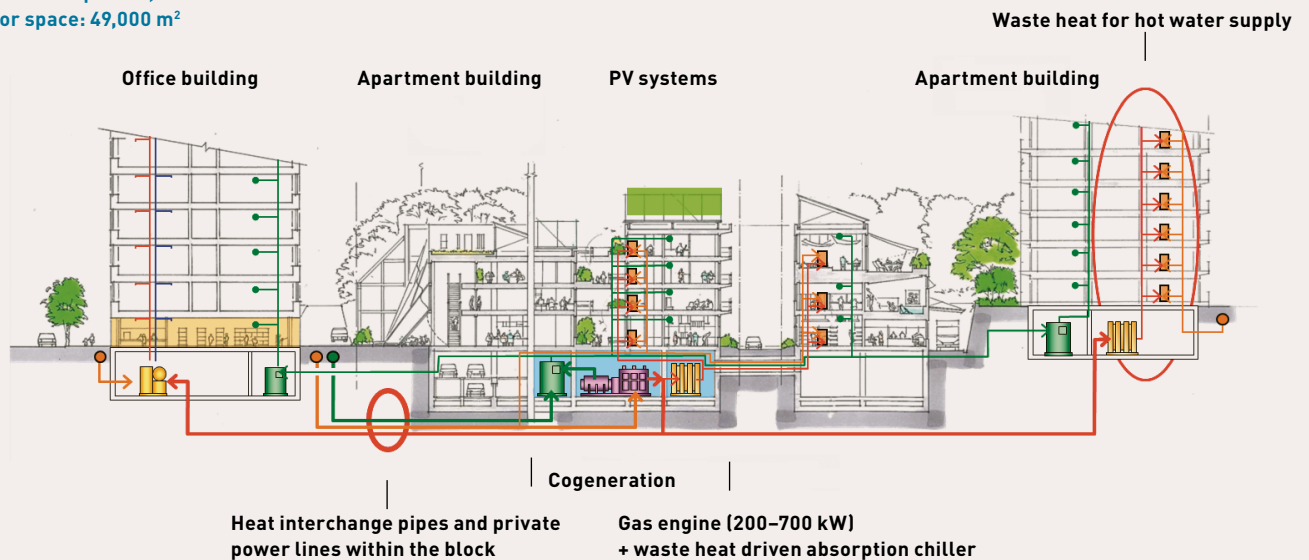 or space: 49,000 m²
Waste heat for hot water supply
Office building
Apartment building
PV systems
Apartment building
Cogeneration
Heat interchange pipes and private
power lines within the block
Gas engine (200–700 kW)
+ waste heat driven absorption chiller